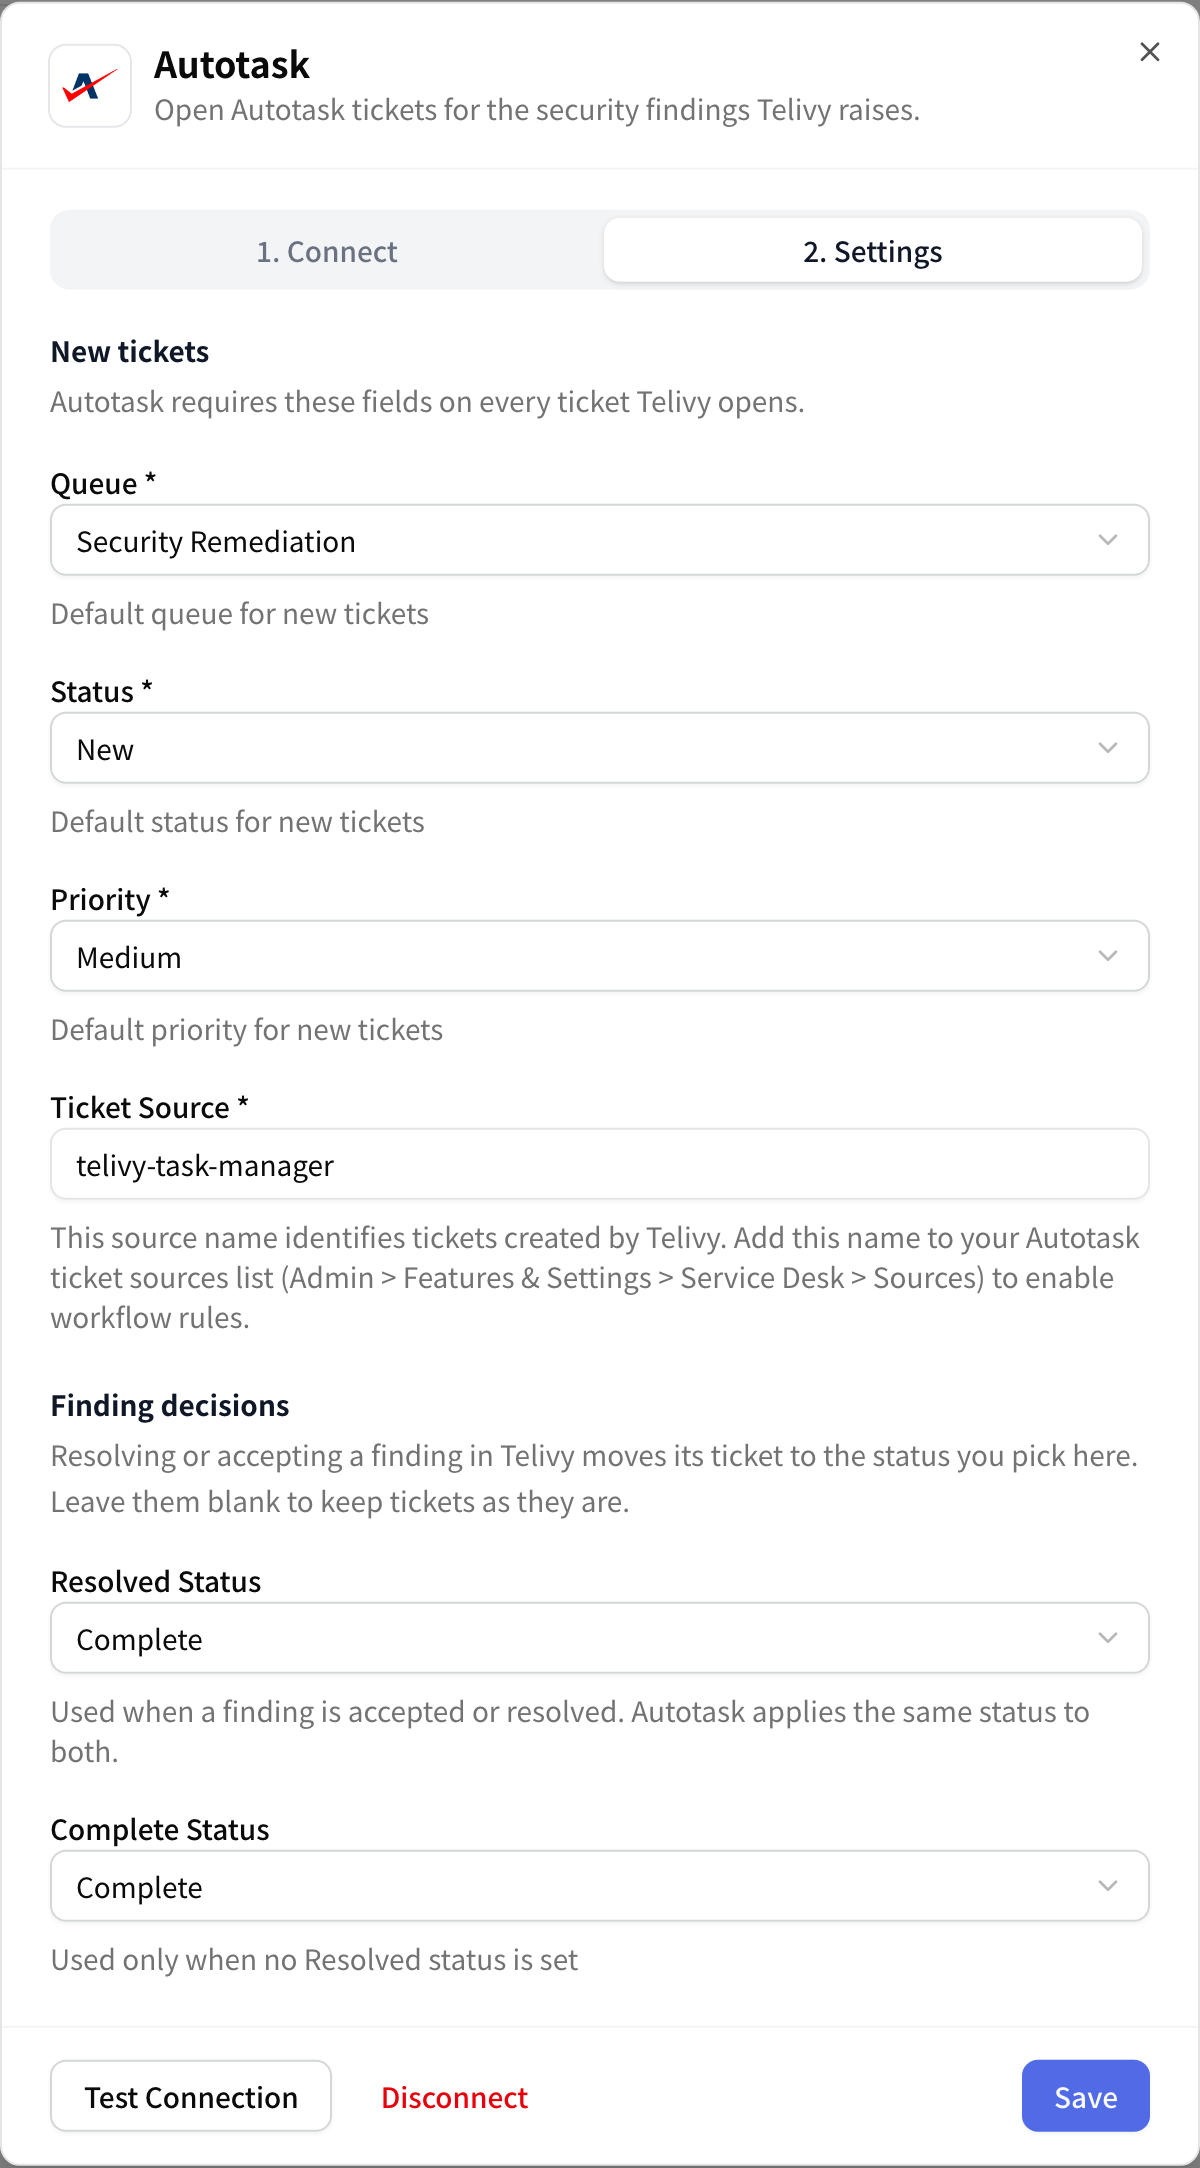 Autotask
Open Autotask tickets for the security findings Telivy raises.
1. Connect
2. Settings
New tickets
Autotask requires these fields on every ticket Telivy opens.
Queue *
Security Remediation
Default queue for new tickets
Status *
New
Default status for new tickets
Priority *
Medium
Default priority for new tickets
Ticket Source *
telivy-task-manager
This source name identifies tickets created by Telivy. Add this name to your Autotask
ticket sources list (Admin > Features & Settings > Service Desk > Sources) to enable
workflow rules.
Finding decisions
Resolving or accepting a finding in Telivy moves its ticket to the status you pick here.
Leave them blank to keep tickets as they are.
Resolved Status
Complete
Used when a finding is accepted or resolved. Autotask applies the same status to
both.
Complete Status
Complete
Used only when no Resolved status is set
Test Connection
Disconnect
Save